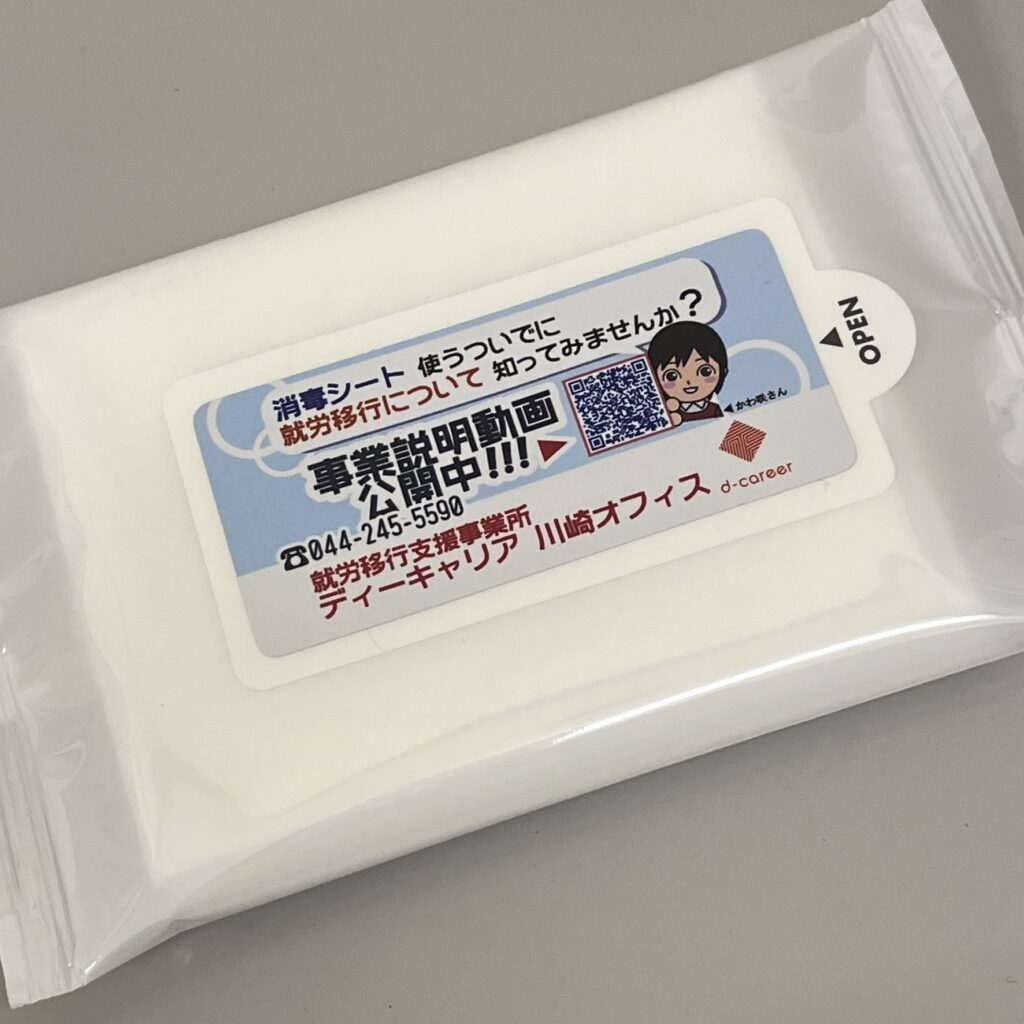 消毒シート 使うついでに
就労移行について 知ってみませんか?
事業説明動画
公開中!!!▶
◀かわ咲さん
☎044-245-5590
就労移行支援事業所
ディーキャリア 川崎オフィス
d-career
▲
OPEN